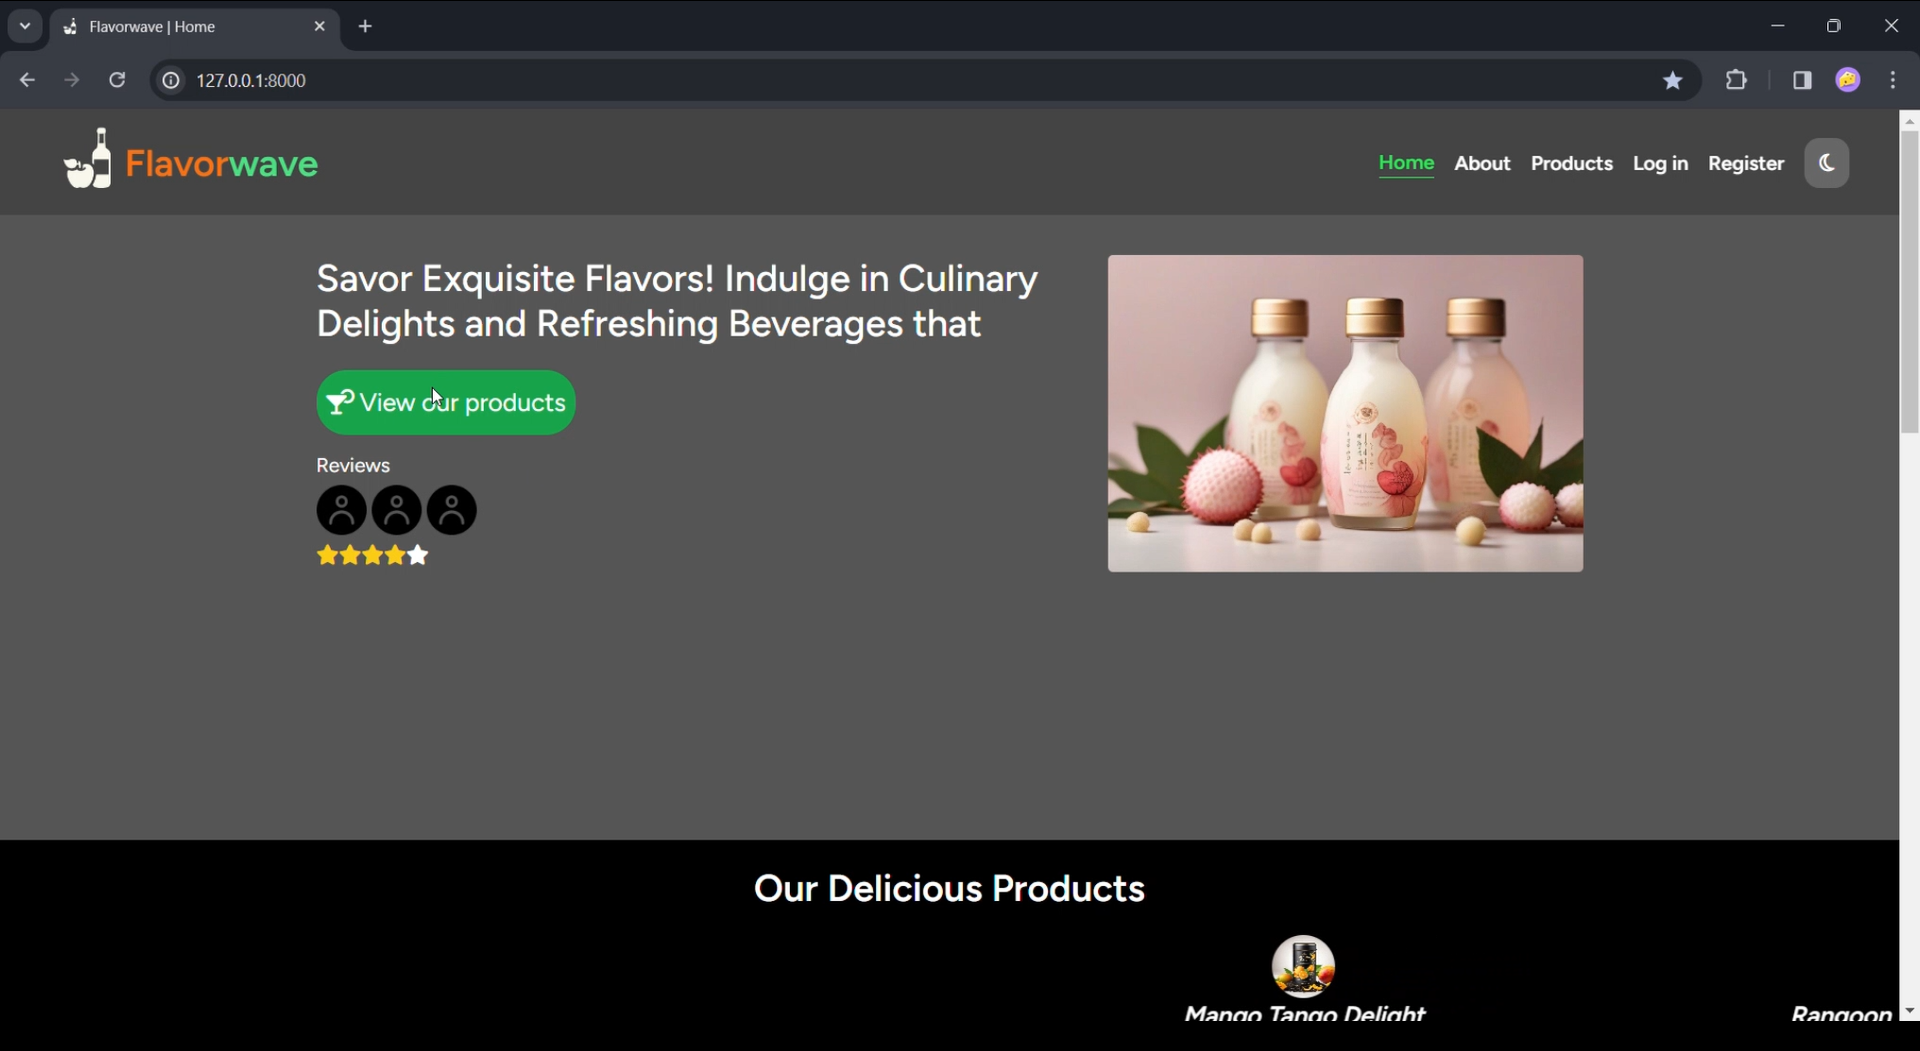 Flavorwave | Home
127.0.0.1:8000
Flavorwave
Home About Products Log in Register
Savor Exquisite Flavors! Indulge in Culinary
Delights and Refreshing Beverages that
View our products
Reviews
Our Delicious Products
Mango Tango Delight
Rangoon